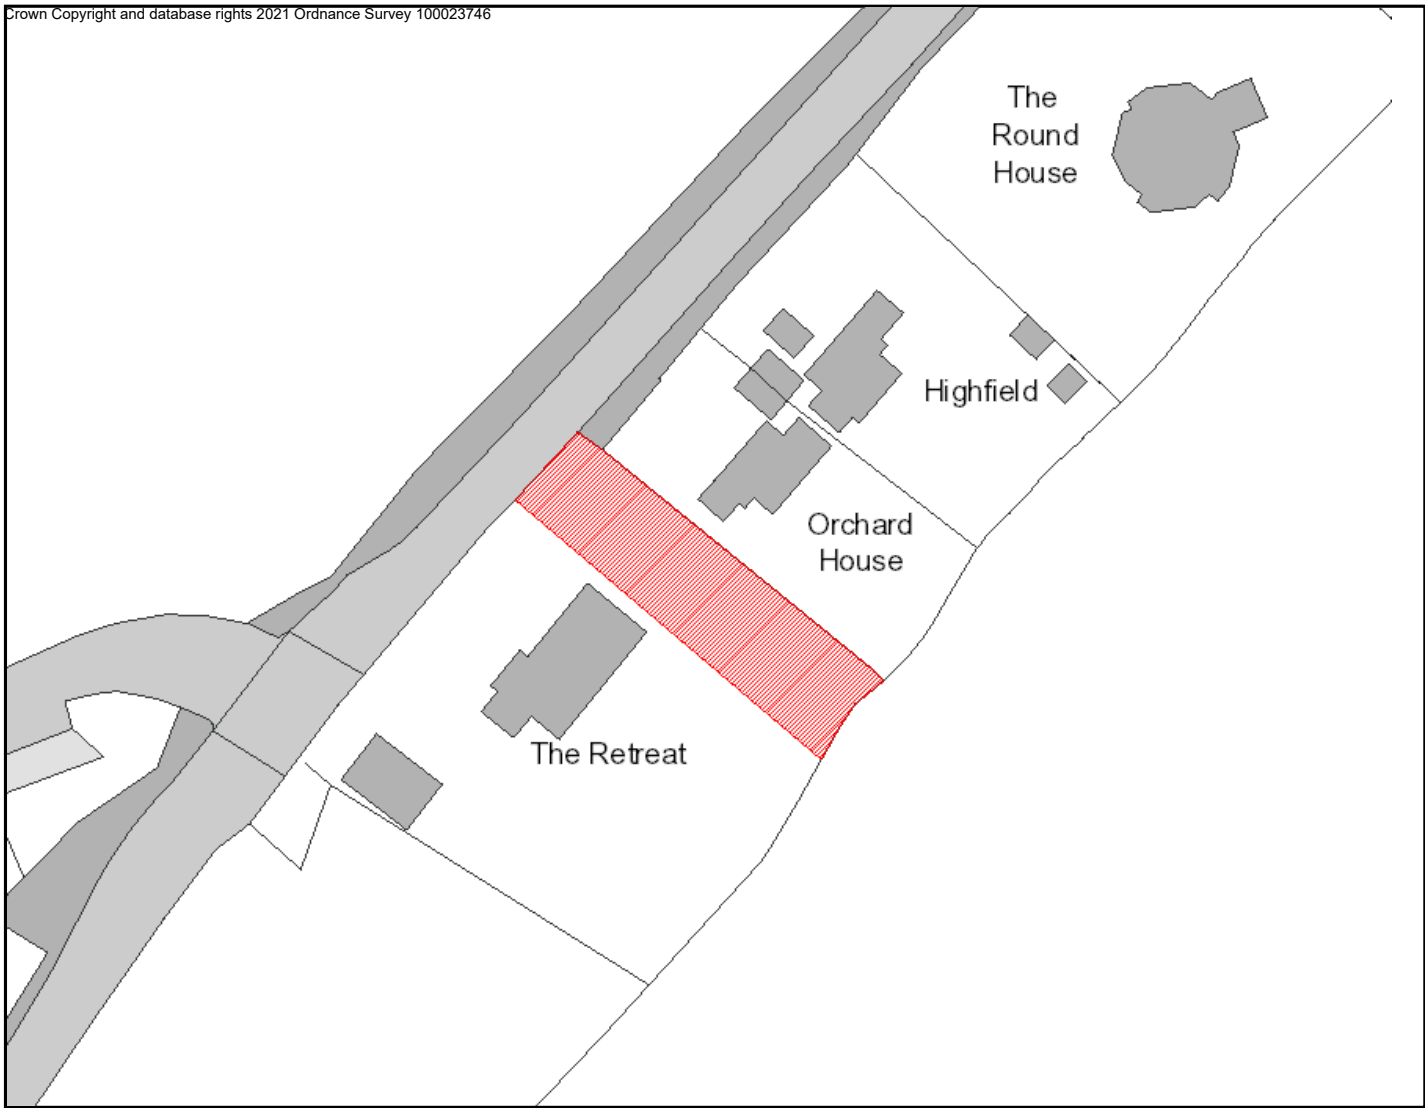 Crown Copyright and database rights 2021 Ordnance Survey 100023746
The
Round
House
Highfield
Orchard
House
The Retreat